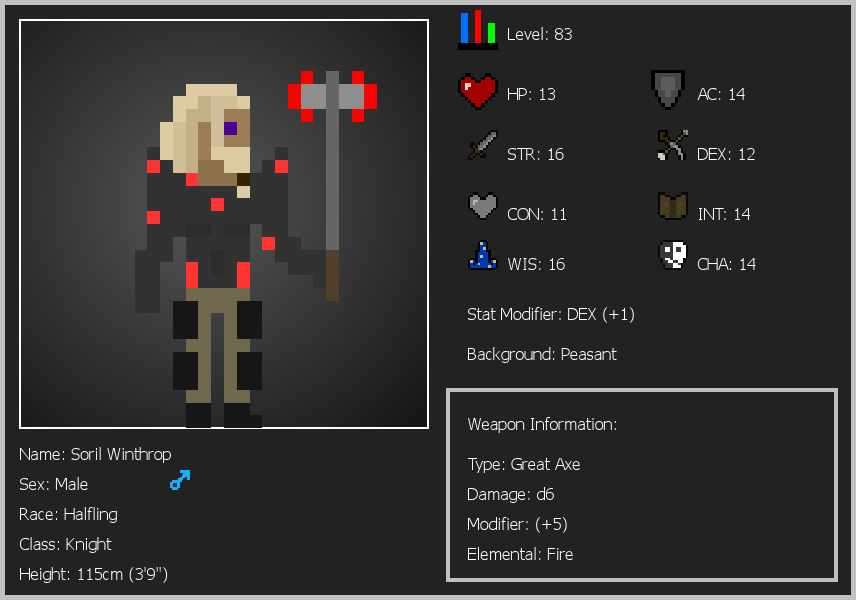 Level: 83
HP: 13
AC: 14
STR: 16
DEX: 12
CON: 11
INT: 14
WIS: 16
CHA: 14
Stat Modifier: DEX (+1)
Background: Peasant
Weapon Information:
Type: Great Axe
Damage: d6
Modifier: (+5)
Elemental: Fire
Name: Soril Winthrop
Sex: Male
Race: Halfling
Class: Knight
Height: 115cm (3'9")